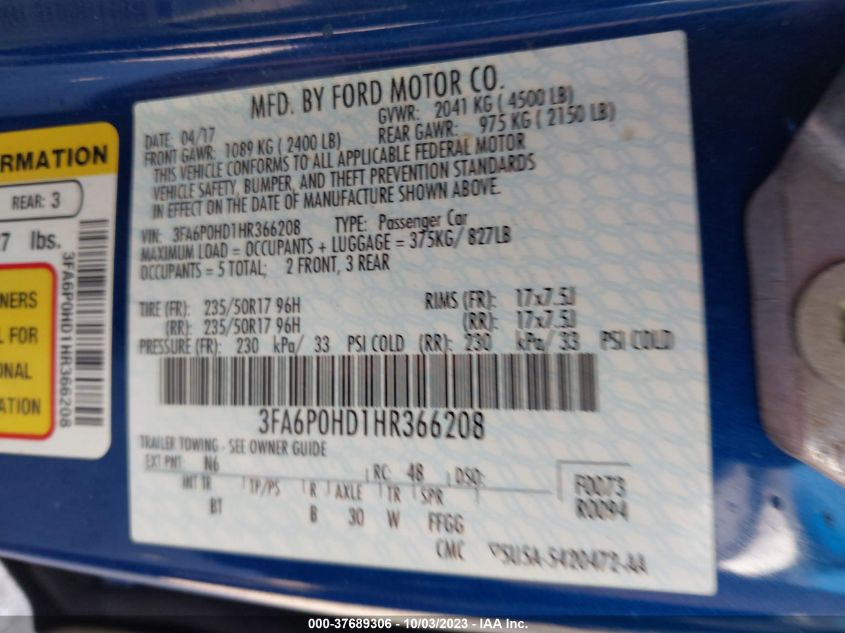 MFD. BY FORD MOTOR CO.
DATE: 04/17 GVWR: 2041 KG ( 4500 LB)
FRONT GAWR: 1089 KG ( 2400 LB) REAR GAWR: 975 KG ( 2150 LB)
THIS VEHICLE CONFORMS TO ALL APPLICABLE FEDERAL MOTOR
VEHICLE SAFETY, BUMPER, AND THEFT PREVENTION STANDARDS
IN EFFECT ON THE DATE OF MANUFACTURE SHOWN ABOVE.
VIN: 3FA6P0HD1HR366208 TYPE: Passenger Car
MAXIMUM LOAD = OCCUPANTS + LUGGAGE = 375KG/ 827LB
OCCUPANTS = 5 TOTAL; 2 FRONT, 3 REAR
TIRE (FR): 235/50R17 96H RIMS (FR): 17x7.5J
(RR): 235/50R17 96H (RR): 17x7.5J
PRESSURE (FR): 230 kPa/ 33 PSI COLD (RR): 230 kPa/ 33 PSI COLD
3FA6P0HD1HR366208
TRAILER TOWING - SEE OWNER GUIDE
EXT PNT: N6 RC: 48 DSO:
INT TR TP/PS R AXLE TR SPR
BT B 30 W FFGG
F0073
R0094
CMC 5U5A-5420472-AA
ORMATION
REAR: 3
7 lbs.
NERS
L FOR
ONAL
ATION
3FA6P0HD1HR366208
000-37689306 - 10/03/2023 - IAA Inc.